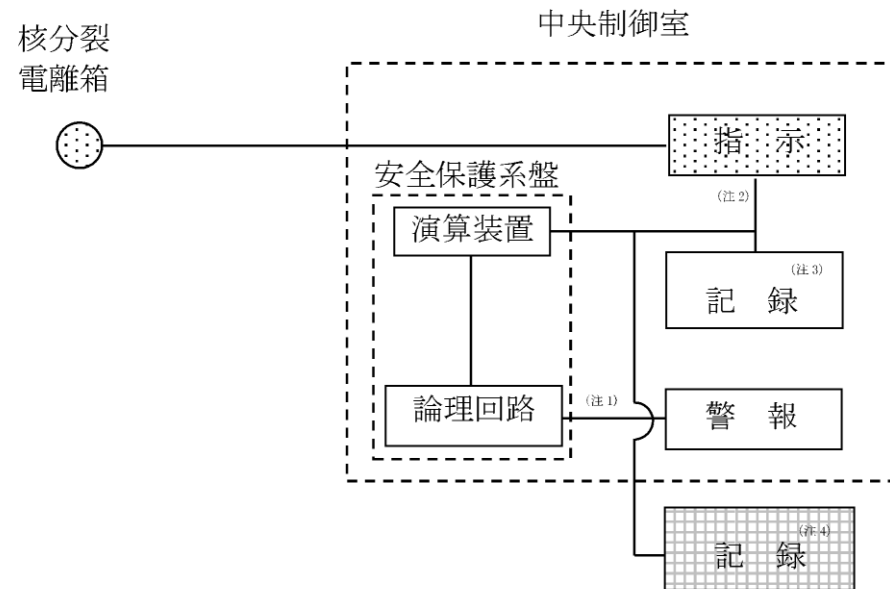 中央制御室
核分裂
電離箱
指　示
安全保護系盤
(注 2)
演算装置
(注 3)
記　録
論理回路
(注 1)
警　報
(注 4)
記　録